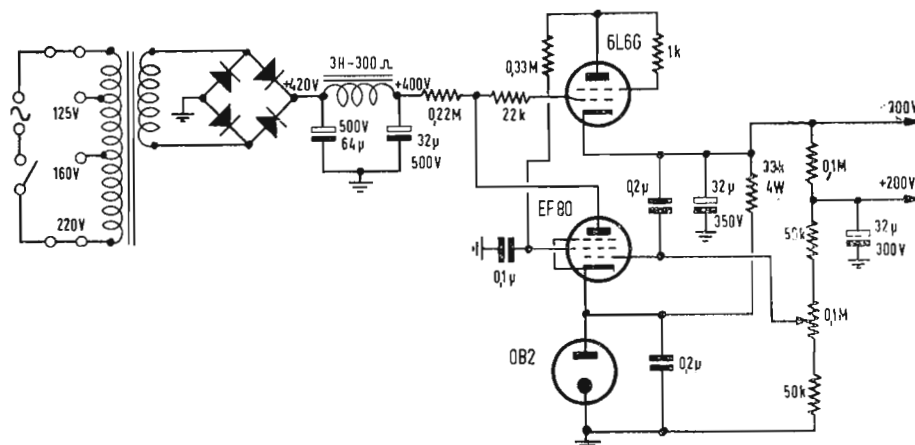 125V
160V
220V
+420V
3H-300Ω
+400V
500V
64μ
32μ
500V
0,22M
22k
0,33M
6L6G
1k
EF80
0,1μ
0,2μ
32μ
350V
33k
4W
0,1M
+200V
50k
32μ
300V
0,1M
50k
OB2
0,2μ